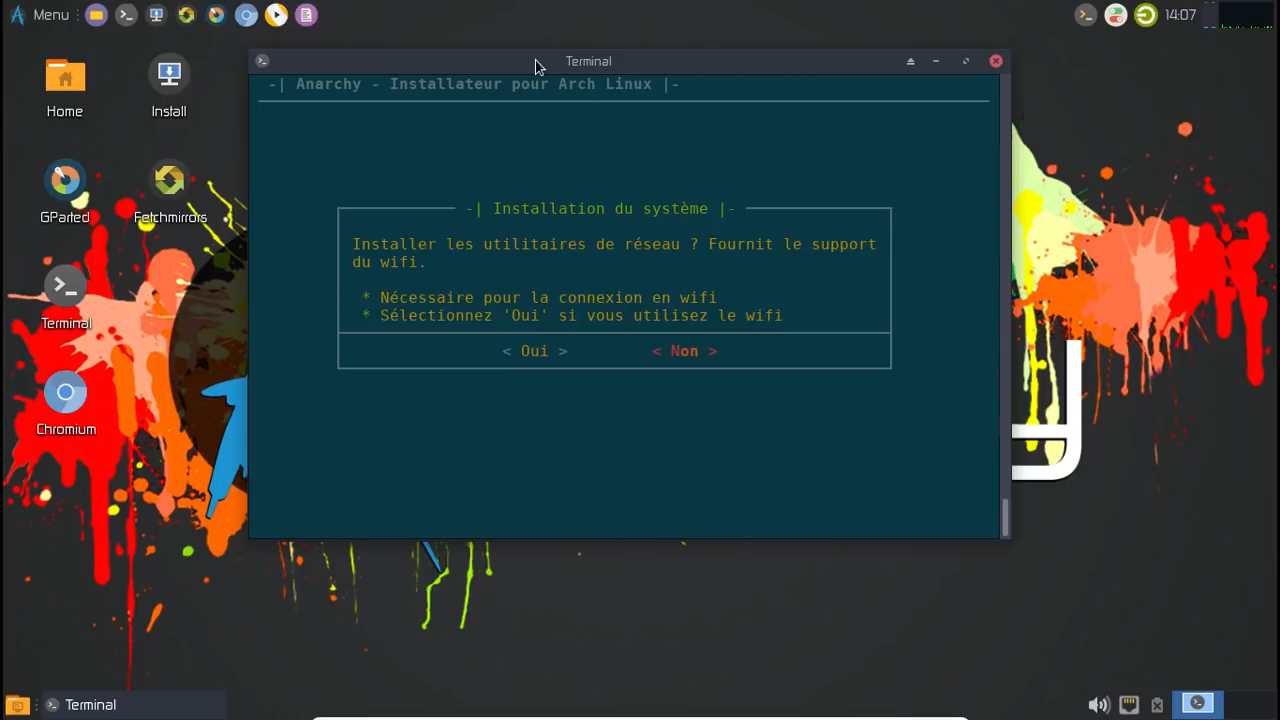 Menu
14:07
Terminal
-| Anarchy - Installateur pour Arch Linux |-
Home
Install
-| Installation du système |-
GParted
Fetchmirrors
Installer les utilitaires de réseau ? Fournit le support
du wifi.
* Nécessaire pour la connexion en wifi
* Sélectionnez 'Oui' si vous utilisez le wifi
Terminal
< Oui >
< Non >
Chromium
Terminal